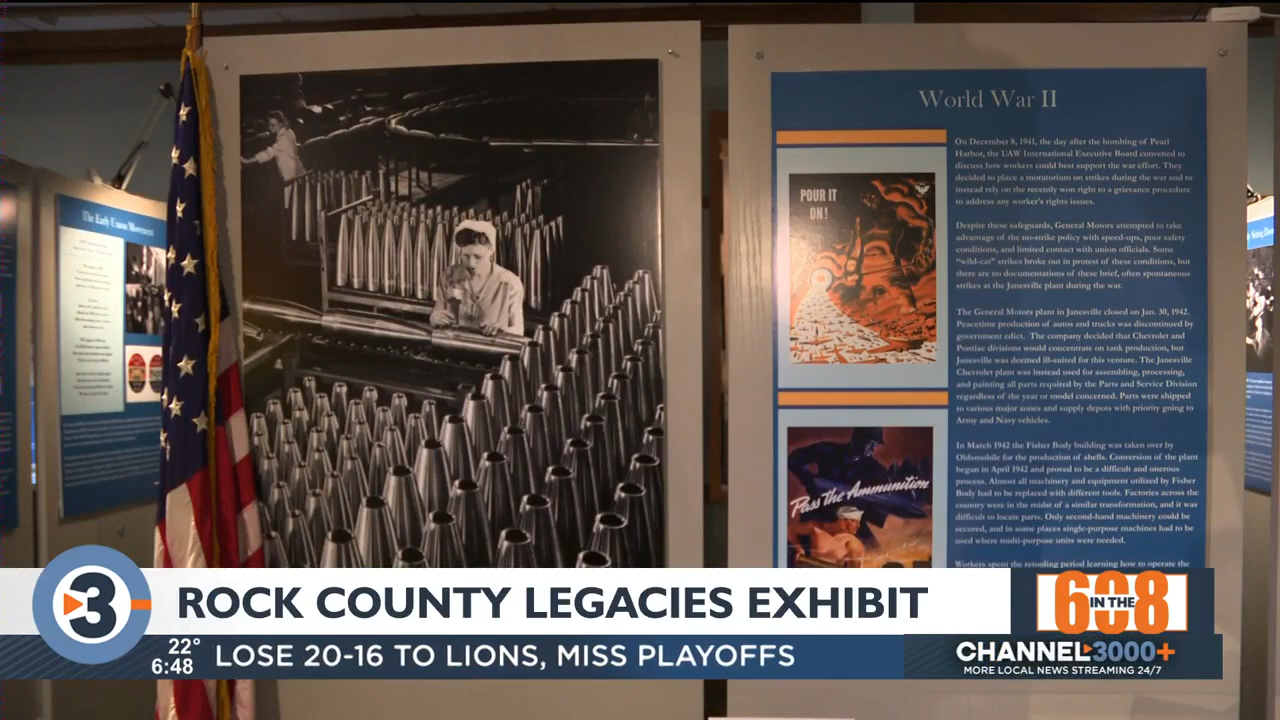 World War II
On December 8, 1941, the day after the bombing of Pearl
Harbor, the UAW International Executive Board convened to
discuss how workers could best support the war effort. They
decided to place a moratorium on strikes during the war and to
instead rely on the recently won right to a grievance procedure
to address any worker's rights issues.
Despite these safeguards, General Motors attempted to take
advantage of the no-strike policy with speed-ups, poor safety
conditions, and limited contact with union officials. Some
"wild-cat" strikes broke out in protest of these conditions, but
there are no documentations of these brief, often spontaneous
strikes at the Janesville plant during the war.
The General Motors plant in Janesville closed on Jan. 30, 1942.
Peacetime production of autos and trucks was discontinued by
government edict. The company decided that Chevrolet and
Pontiac divisions would concentrate on tank production, but
Janesville was deemed ill-suited for this venture. The Janesville
Chevrolet plant was instead used for assembling, processing,
and painting all parts required by the Parts and Service Division
regardless of the year or model concerned. Parts were shipped
to various major zones and supply depots with priority going to
Army and Navy vehicles.
In March 1942 the Fisher Body building was taken over by
Oldsmobile for the production of shells. Conversion of the plant
began in April 1942 and proved to be a difficult and onerous
process. Almost all machinery and equipment utilized by Fisher
Body had to be replaced with different tools. Factories across the
country were in the midst of a similar transformation, and it was
difficult to locate parts. Only second-hand machinery could be
secured, and in some places single-purpose machines had to be
used where multi-purpose units were needed.
Workers spent the retooling period learning how to operate the
POUR IT
ON!
Pass the Ammunition
The Early Union Movement
3
ROCK COUNTY LEGACIES EXHIBIT
608
IN THE
22°
6:48
LOSE 20-16 TO LIONS, MISS PLAYOFFS
CHANNEL3000+
MORE LOCAL NEWS STREAMING 24/7